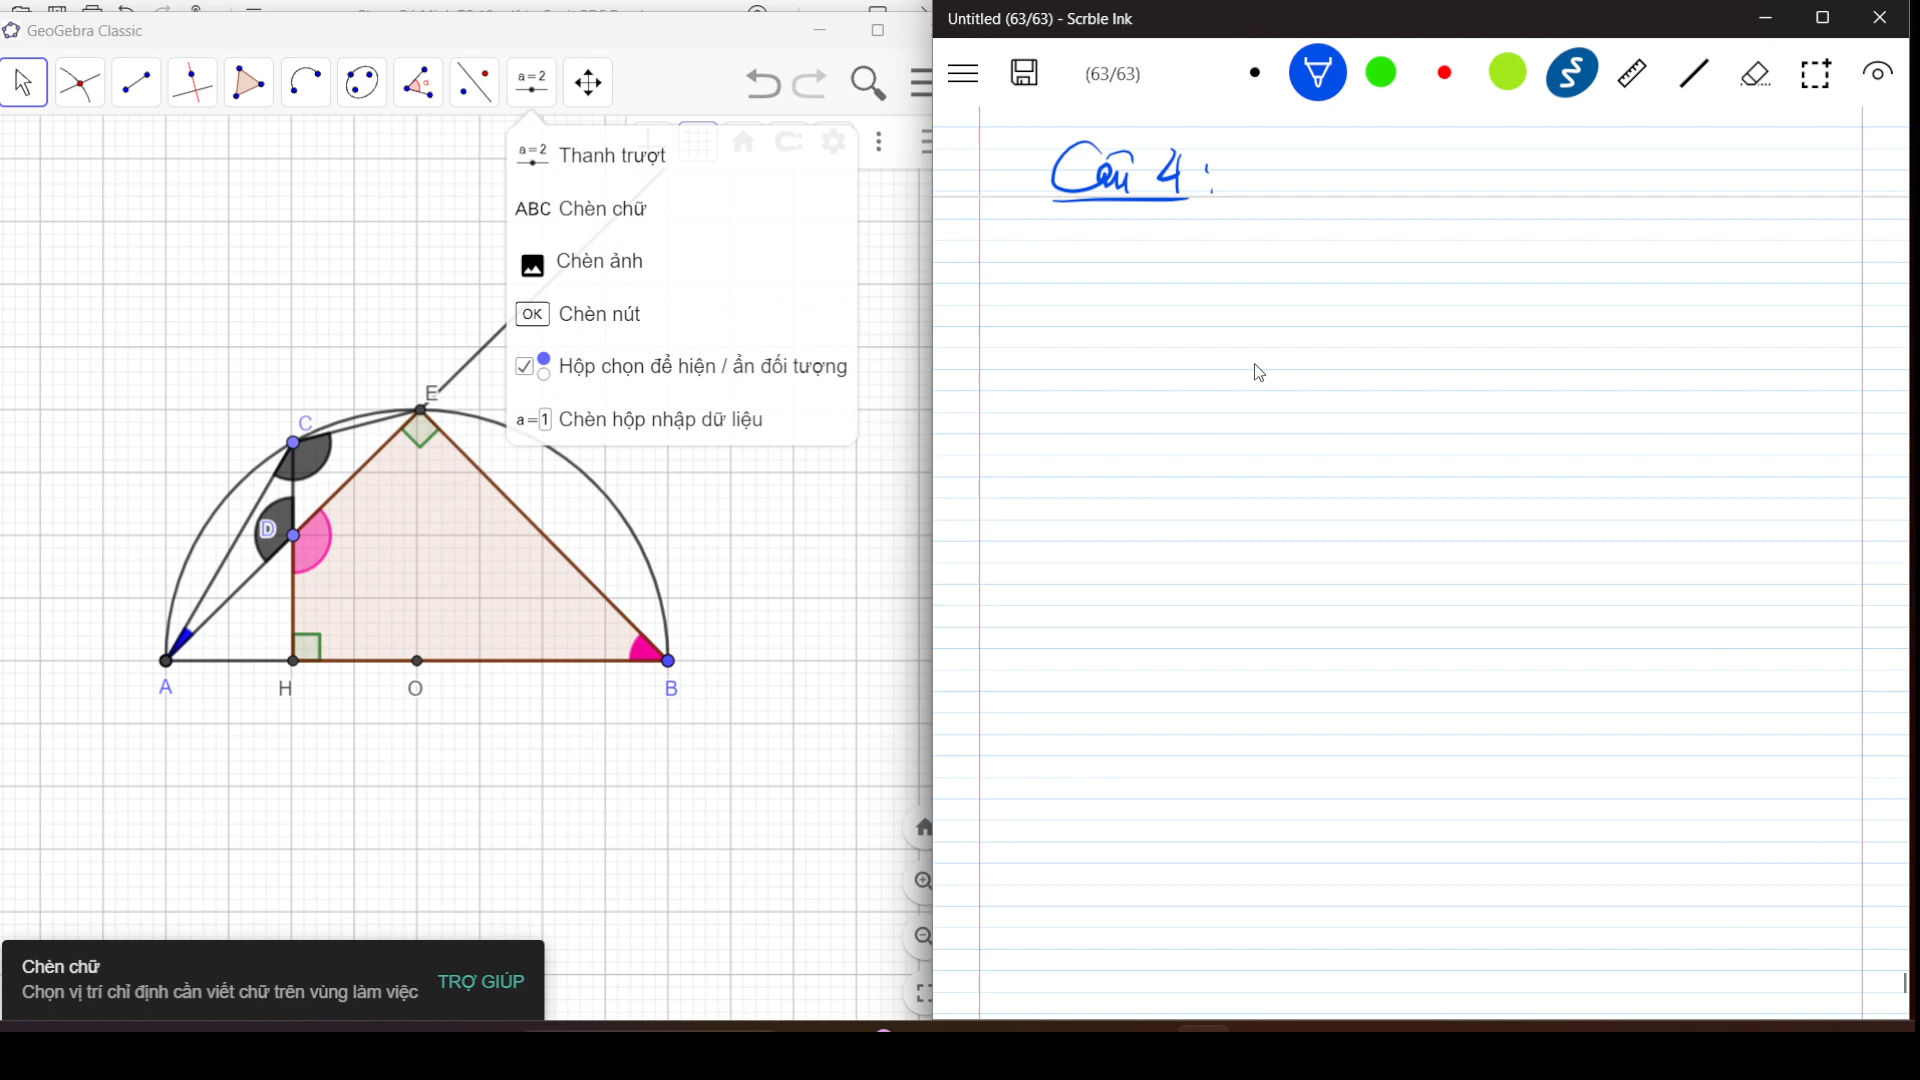 GeoGebra Classic
Untitled (63/63) - Scrble Ink
(63/63)
a=2
a=2 Thanh trượt
ABC Chèn chữ
Chèn ảnh
OK Chèn nút
Hộp chọn để hiện / ẩn đối tượng
a=1 Chèn hộp nhập dữ liệu
Câu 4 :
E
C
D
A
H
O
B
α
Chèn chữ
Chọn vị trí chỉ định cần viết chữ trên vùng làm việc
TRỢ GIÚP